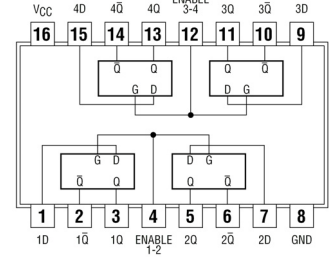 ENABLE
VCC 4D 4Q̅ 4Q 3-4 3Q 3Q̅ 3D
16 15 14 13 12 11 10 9
Q̅ Q Q Q̅
G D D G
G D D G
Q̅ Q Q Q̅
1 2 3 4 5 6 7 8
1D 1Q̅ 1Q ENABLE 2Q 2Q̅ 2D GND
1-2